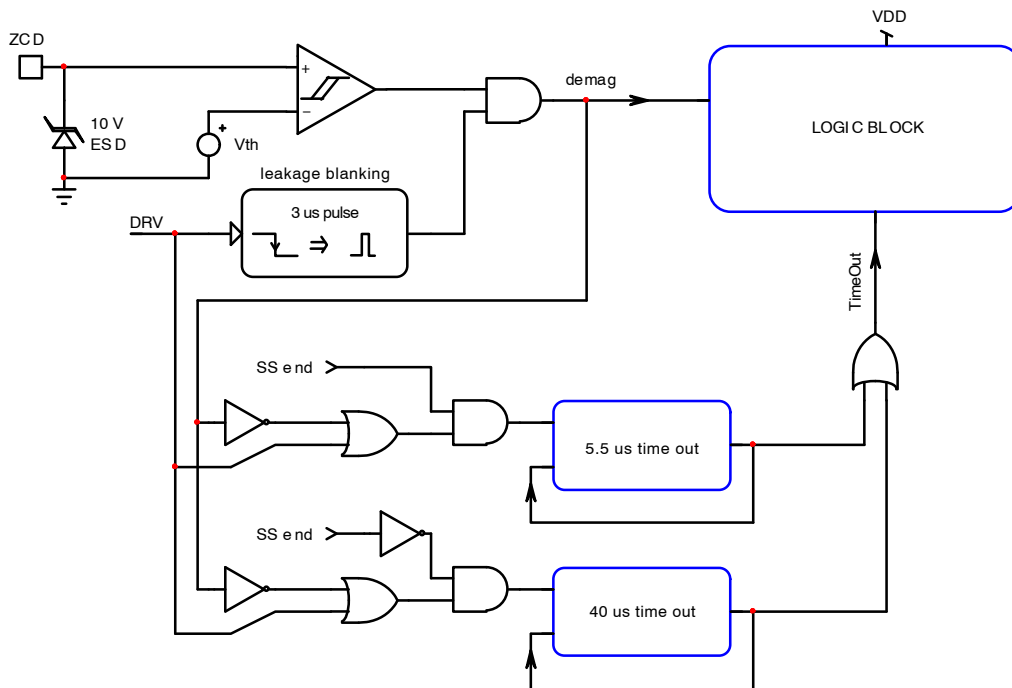 VDD
ZCD
+
−
10 V
ESD
+
Vth
demag
LOGIC BLOCK
leakage blanking
3 us pulse
DRV
TimeOut
SS end
5.5 us time out
SS end
40 us time out